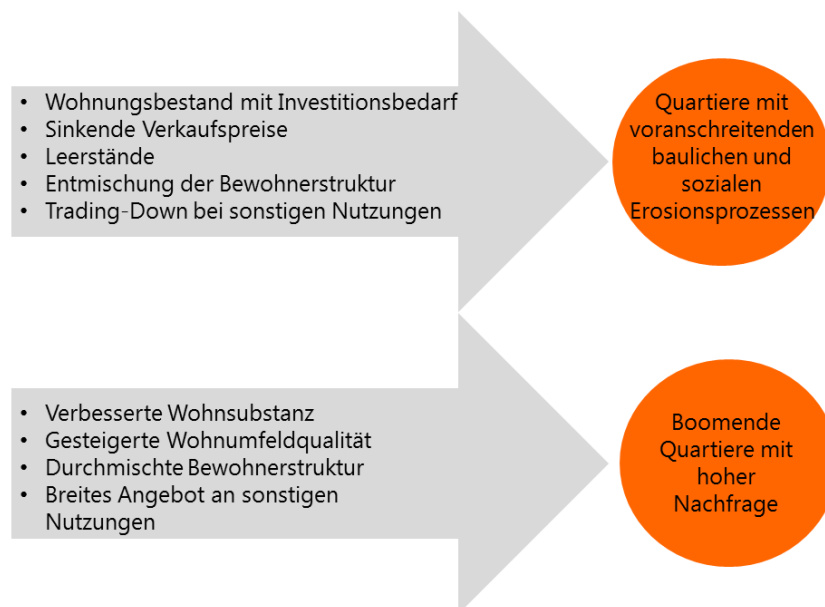 • Wohnungsbestand mit Investitionsbedarf
• Sinkende Verkaufspreise
• Leerstände
• Entmischung der Bewohnerstruktur
• Trading-Down bei sonstigen Nutzungen
Quartiere mit
voranschreitenden
baulichen und
sozialen
Erosionsprozessen
• Verbesserte Wohnsubstanz
• Gesteigerte Wohnumfeldqualität
• Durchmischte Bewohnerstruktur
• Breites Angebot an sonstigen
Nutzungen
Boomende
Quartiere mit
hoher
Nachfrage